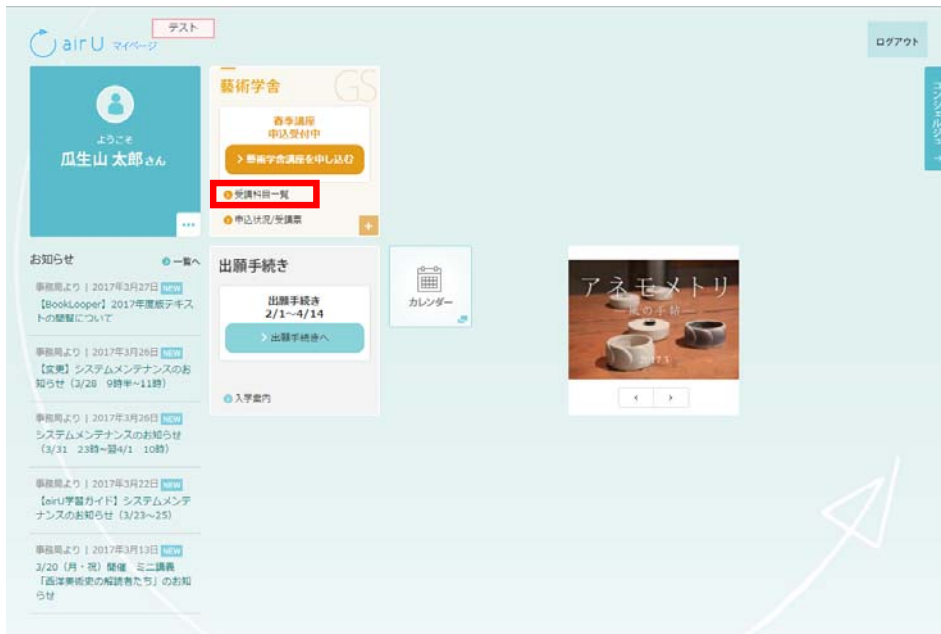 テスト
airU マイページ
ログアウト
コンシェルジュ
ようこそ
瓜生山 太郎さん
藝術学舎
GS
春季講座
申込受付中
藝術学舎講座を申し込む
受講科目一覧
申込状況/受講票
お知らせ
一覧へ
事務局より | 2017年3月27日 NEW
【BookLooper】2017年度版テキス
トの閲覧について
事務局より | 2017年3月26日 NEW
【変更】システムメンテナンスのお
知らせ（3/28 9時半~11時）
事務局より | 2017年3月26日 NEW
システムメンテナンスのお知らせ
（3/31 23時~翌4/1 10時）
事務局より | 2017年3月22日 NEW
【airU学習ガイド】システムメンテ
ナンスのお知らせ（3/23~25）
事務局より | 2017年3月13日 NEW
3/20（月・祝）開催 ミニ講義
「西洋美術史の解読者たち」のお知
らせ
出願手続き
出願手続き
2/1~4/14
出願手続きへ
入学案内
カレンダー
アネモメトリ
―風の手帖―
2017.3